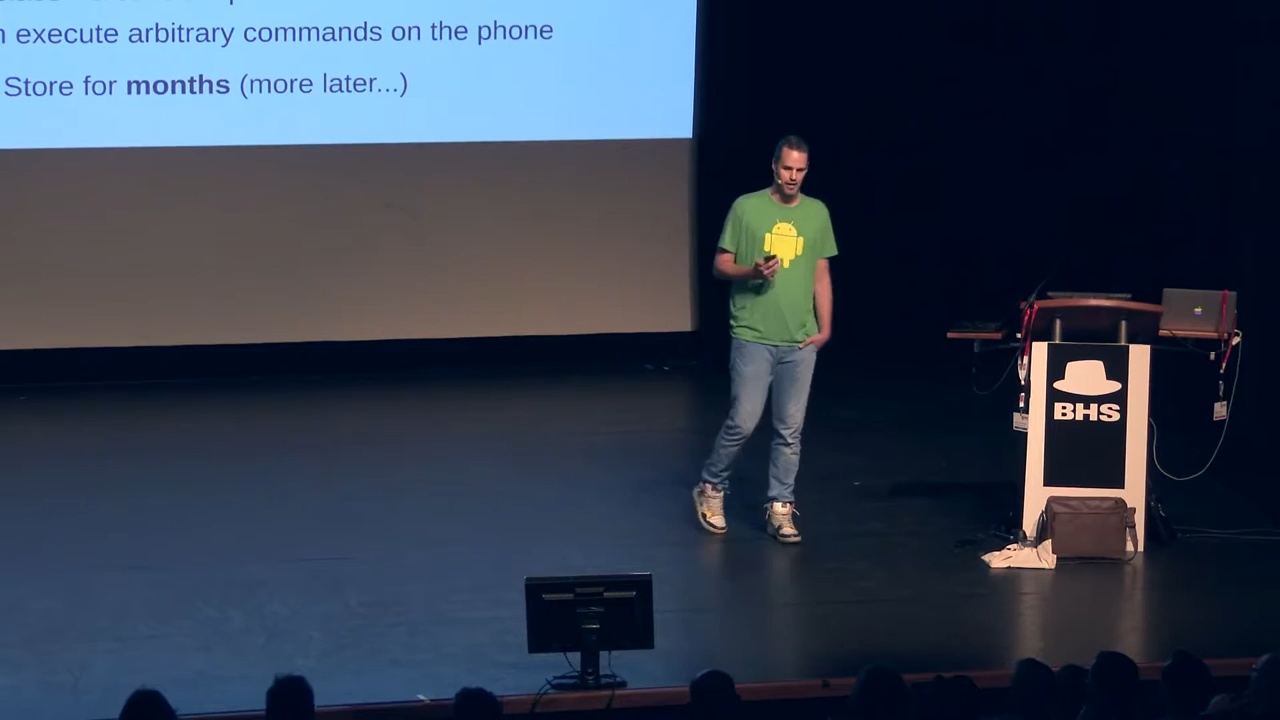 execute arbitrary commands on the phone
Store for months (more later...)
BHS